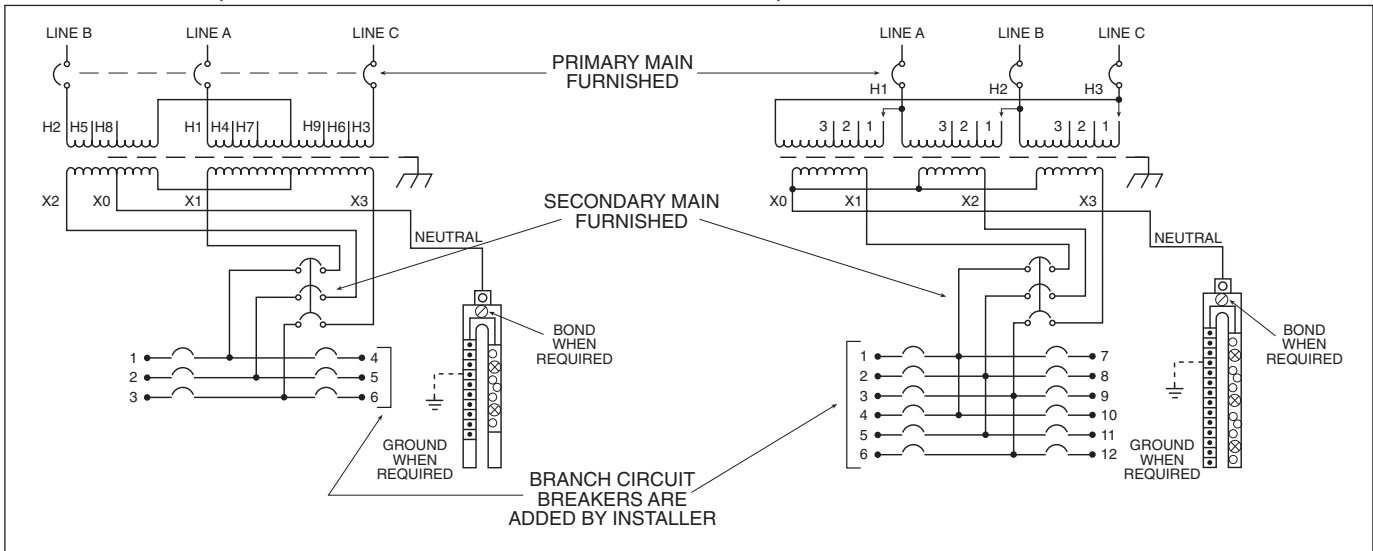 LINE B LINE A LINE C
PRIMARY MAIN
FURNISHED
LINE A LINE B LINE C
H1 H2 H3
H2 H5 H8 H1 H4 H7 H9 H6 H3
3 2 1 3 2 1 3 2 1
X2 X0 X1 X3
SECONDARY MAIN
FURNISHED
X0 X1 X2 X3
NEUTRAL
NEUTRAL
BOND
WHEN
REQUIRED
BOND
WHEN
REQUIRED
1 4
2 5
3 6
1 7
2 8
3 9
4 10
5 11
6 12
GROUND
WHEN
REQUIRED
GROUND
WHEN
REQUIRED
BRANCH CIRCUIT
BREAKERS ARE
ADDED BY INSTALLER